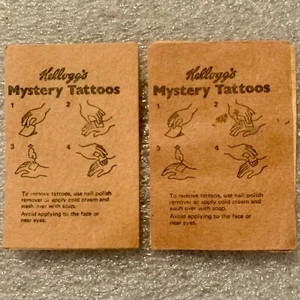 Kellogg's
Mystery Tattoos
1 2
3 4
To remove tattoos, use nail polish
remover or apply cold cream and
wash over with soap.
Avoid applying to the face or
near eyes.
Kellogg's
Mystery Tattoos
1 2
3 4
To remove tattoos, use nail polish
remover or apply cold cream and
wash over with soap.
Avoid applying to the face or
near eyes.